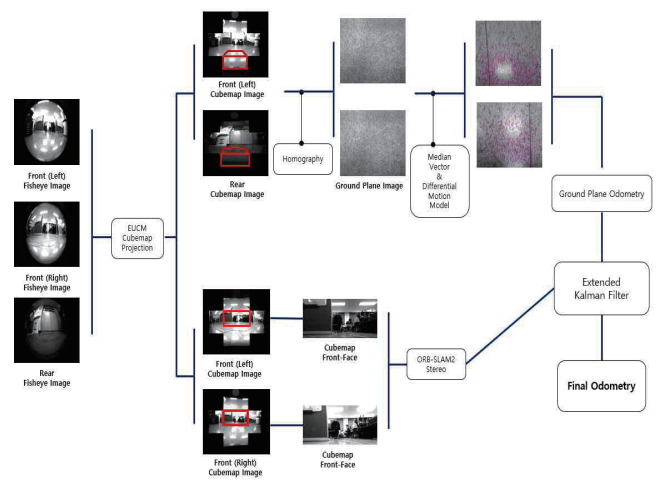 Front (Left)
Fisheye Image
Front (Right)
Fisheye Image
Rear
Fisheye Image
EUCM
Cubemap
Projection
Front (Left)
Cubemap Image
Rear
Cubemap Image
Homography
Ground Plane Image
Median
Vector
&
Differential
Motion
Model
Ground Plane Odometry
Front (Left)
Cubemap Image
Cubemap
Front-Face
Front (Right)
Cubemap Image
Cubemap
Front-Face
ORB-SLAM2
Stereo
Extended
Kalman Filter
Final Odometry